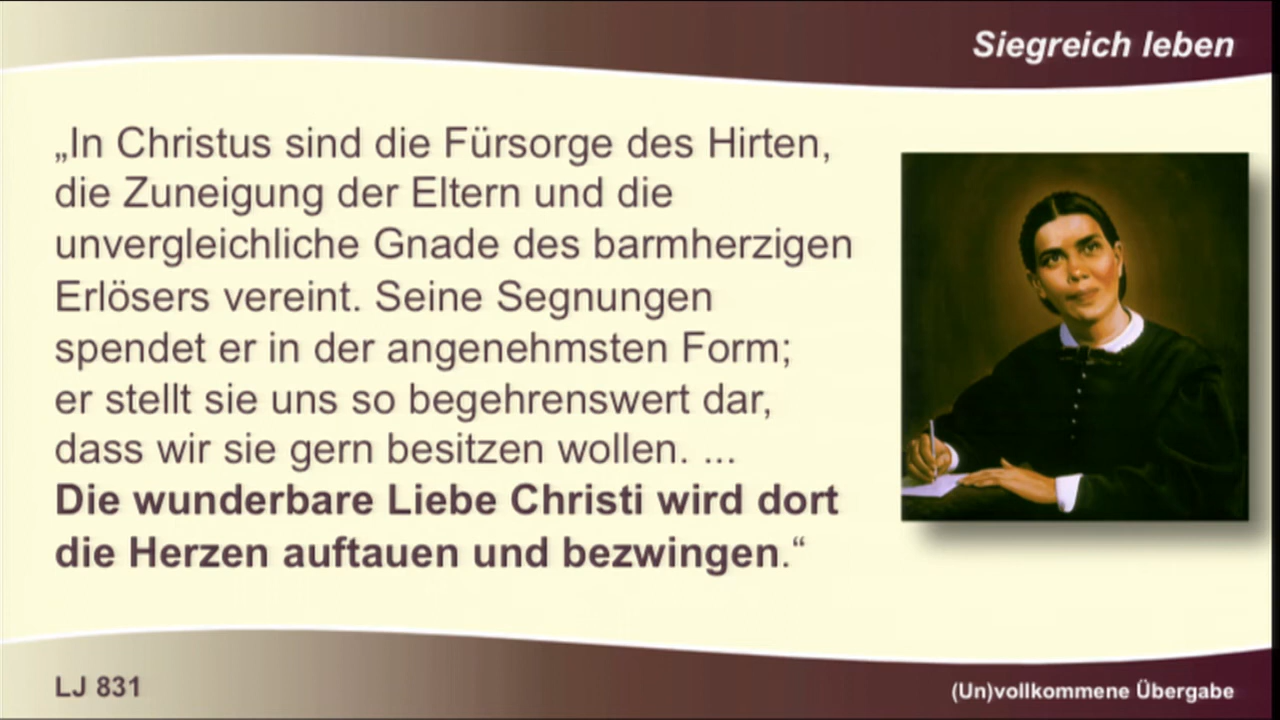 Siegreich leben
„In Christus sind die Fürsorge des Hirten,
die Zuneigung der Eltern und die
unvergleichliche Gnade des barmherzigen
Erlösers vereint. Seine Segnungen
spendet er in der angenehmsten Form;
er stellt sie uns so begehrenswert dar,
dass wir sie gern besitzen wollen. ...
Die wunderbare Liebe Christi wird dort
die Herzen auftauen und bezwingen.“
LJ 831
(Un)vollkommene Übergabe